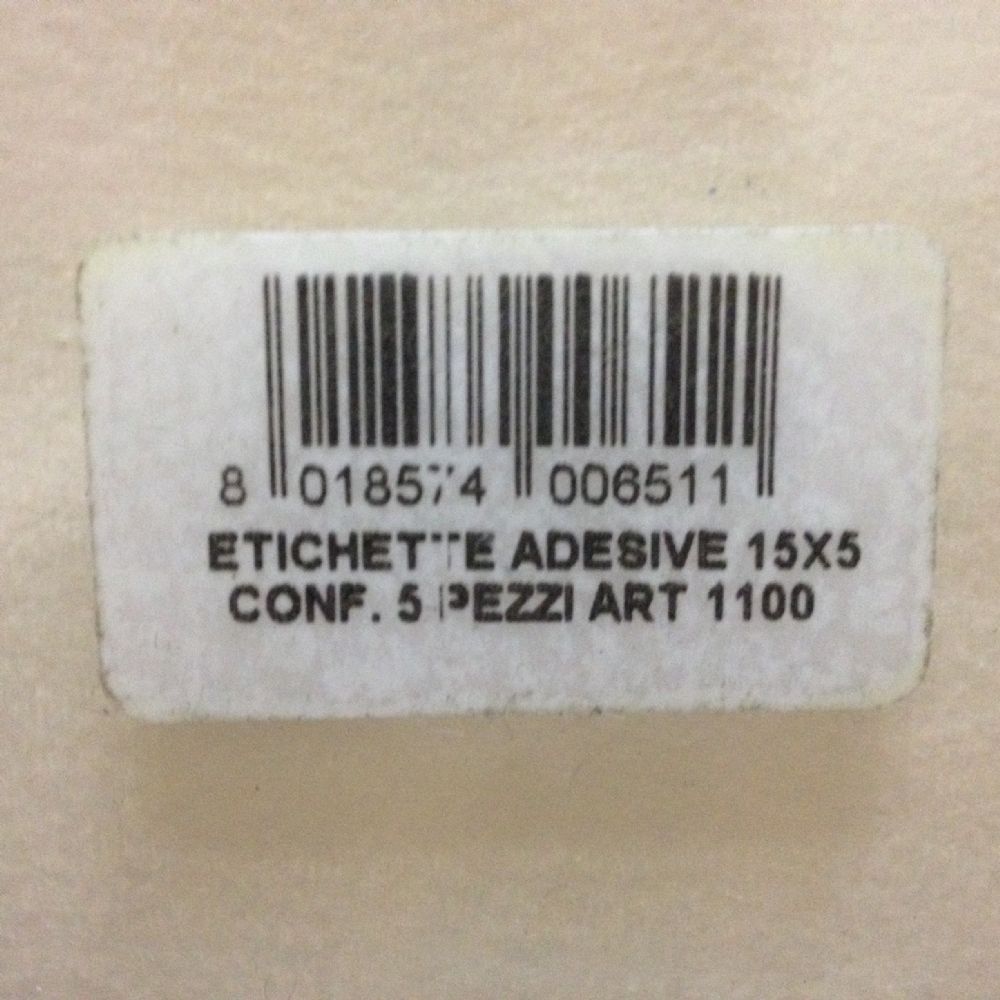 8 018574 006511
ETICHETTE ADESIVE 15X5
CONF. 5 PEZZI ART 1100